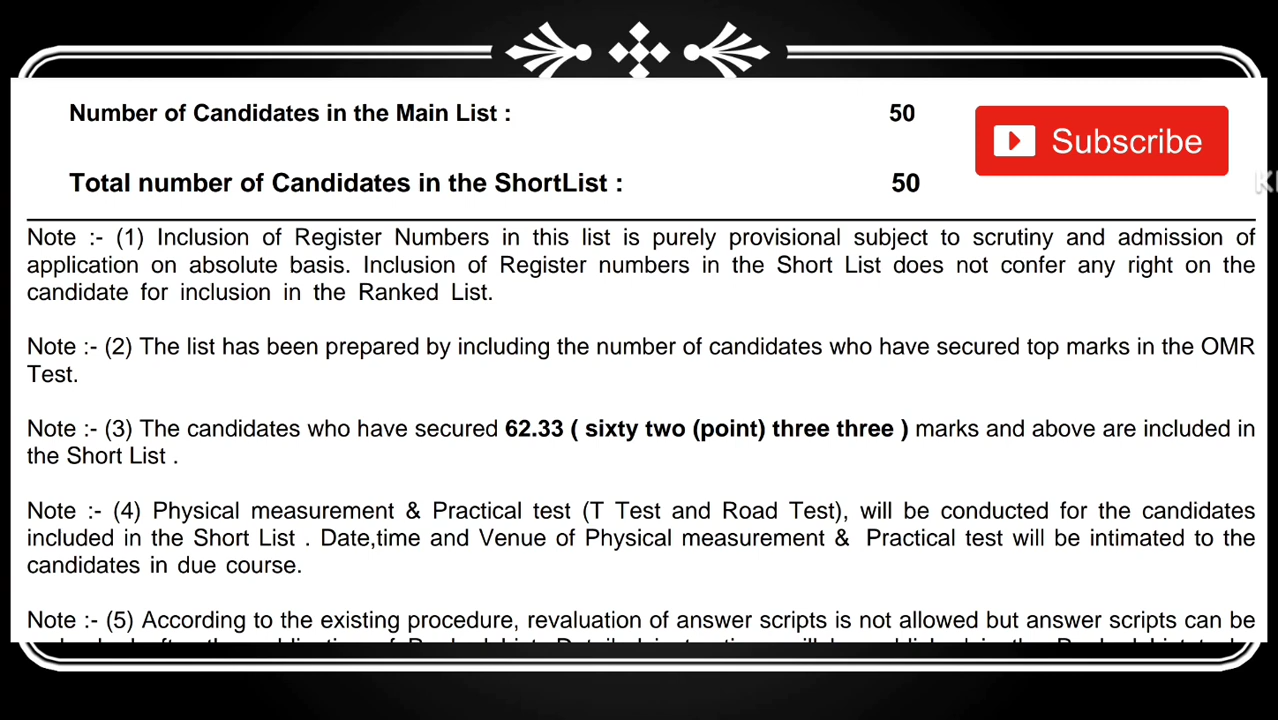 Number of Candidates in the Main List : 50
Subscribe
Total number of Candidates in the ShortList : 50
Note :- (1) Inclusion of Register Numbers in this list is purely provisional subject to scrutiny and admission of
application on absolute basis. Inclusion of Register numbers in the Short List does not confer any right on the
candidate for inclusion in the Ranked List.
Note :- (2) The list has been prepared by including the number of candidates who have secured top marks in the OMR
Test.
Note :- (3) The candidates who have secured 62.33 ( sixty two (point) three three ) marks and above are included in
the Short List .
Note :- (4) Physical measurement & Practical test (T Test and Road Test), will be conducted for the candidates
included in the Short List . Date,time and Venue of Physical measurement & Practical test will be intimated to the
candidates in due course.
Note :- (5) According to the existing procedure, revaluation of answer scripts is not allowed but answer scripts can be